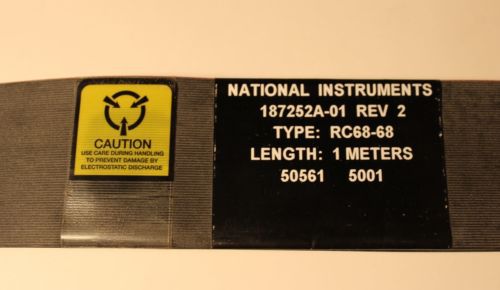 CAUTION
USE CARE DURING HANDLING
TO PREVENT DAMAGE BY
ELECTROSTATIC DISCHARGE
NATIONAL INSTRUMENTS
187252A-01 REV 2
TYPE: RC68-68
LENGTH: 1 METERS
50561 5001